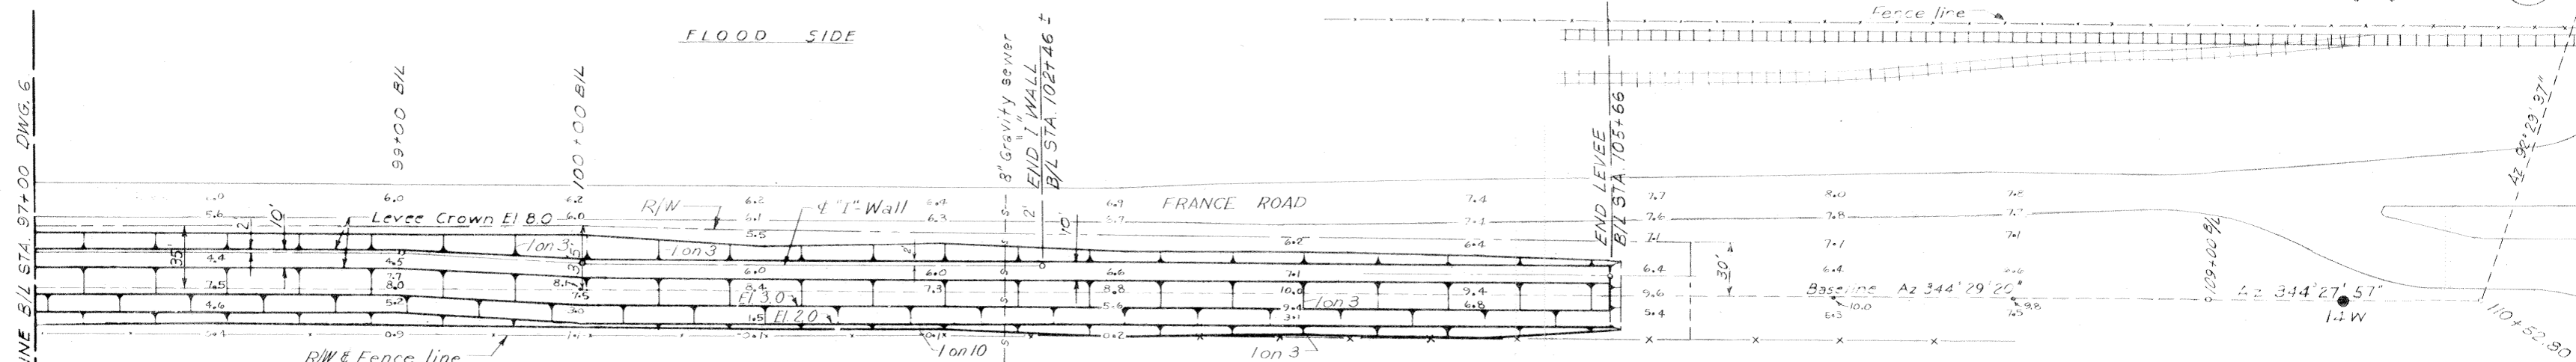 Fence line
FLOOD SIDE
INE B/L STA. 97+00 DWG. 6
99+00 B/L
100+00 B/L
8" Gravity sewer
END "I" WALL
B/L STA. 102+46 ±
END LEVEE
B/L STA. 105+66
Az 92°29'37"
6.0 6.2 6.2 6.4 6.9 7.4 7.7 8.0 7.8
R/W
₵ "I"-Wall
FRANCE ROAD
5.6 Levee Crown El 8.0 6.0 6.1 6.3 6.7 7.4 7.6 7.8 7.7
2'
10'
2'
10'
5.5 6.2 6.4 7.1 7.1 7.1
1 on 3
1 on 3
35'
4.4 4.5 6.0 6.0 6.6 7.1 6.4 6.4
30'
7.7
7.5 8.0 8.1 8.4 7.3 8.8 10.0 9.4 9.6
7.5
Baseline Az 344°29'20"
10.0 9.8
109+00 B/L
Az 344°27'57"
14W
4.6 5.2 3.0 El 3.0 5.6 9.4 1 on 3 6.8 5.4 6.3 7.5
3.1
1.5 El. 2.0
0.9 0.2
110+52.80
R/W & Fence line
1 on 10
1 on 3